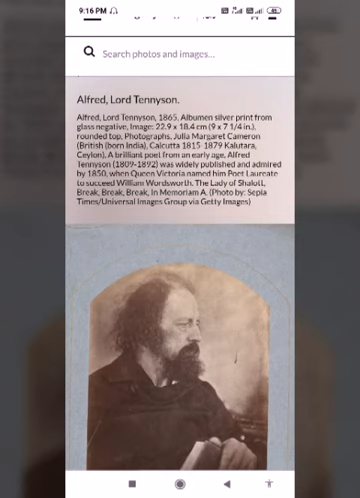 9:16 PM
Search photos and images...
Alfred, Lord Tennyson.
Alfred, Lord Tennyson, 1865, Albumen silver print from
glass negative, Image: 22.9 x 18.4 cm (9 x 7 1/4 in.),
rounded top, Photographs, Julia Margaret Cameron
(British (born India), Calcutta 1815-1879 Kalutara,
Ceylon), A brilliant poet from an early age, Alfred
Tennyson (1809-1892) was widely published and admired
by 1850, when Queen Victoria named him Poet Laureate
to succeed William Wordsworth. The Lady of Shalott,
Break, Break, Break, In Memoriam A. (Photo by: Sepia
Times/Universal Images Group via Getty Images)